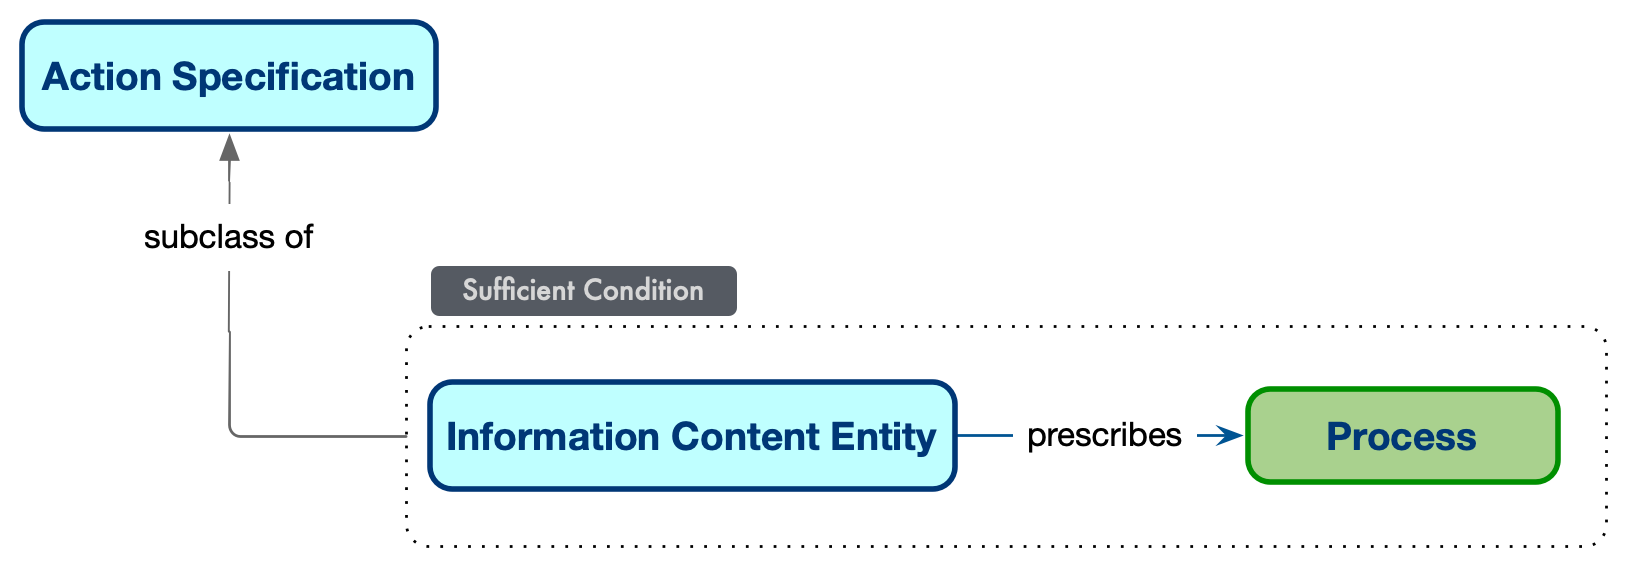 Action Specification
subclass of
Sufficient Condition
Information Content Entity
prescribes
Process